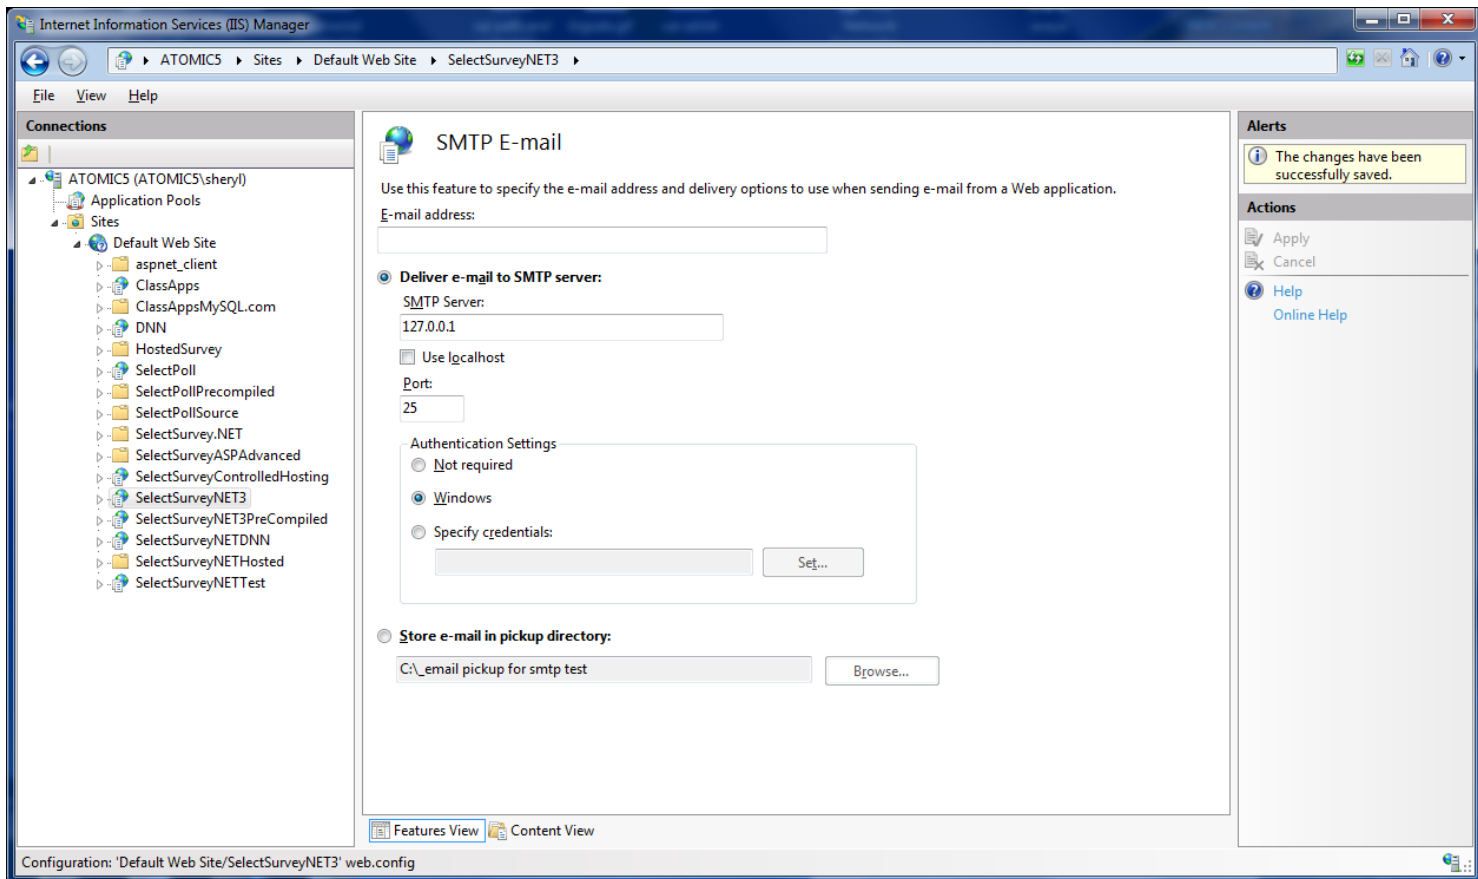 Internet Information Services (IIS) Manager
ATOMIC5 Sites Default Web Site SelectSurveyNET3
File View Help
Connections
ATOMIC5 (ATOMIC5\sheryl)
Application Pools
Sites
Default Web Site
aspnet_client
ClassApps
ClassAppsMySQL.com
DNN
HostedSurvey
SelectPoll
SelectPollPrecompiled
SelectPollSource
SelectSurvey.NET
SelectSurveyASPAdvanced
SelectSurveyControlledHosting
SelectSurveyNET3
SelectSurveyNET3PreCompiled
SelectSurveyNETDNN
SelectSurveyNETHosted
SelectSurveyNETTest
SMTP E-mail
Use this feature to specify the e-mail address and delivery options to use when sending e-mail from a Web application.
E-mail address:
Deliver e-mail to SMTP server:
SMTP Server:
127.0.0.1
Use localhost
Port:
25
Authentication Settings
Not required
Windows
Specify credentials:
Set...
Store e-mail in pickup directory:
C:\_email pickup for smtp test
Browse...
Features View Content View
Alerts
The changes have been
successfully saved.
Actions
Apply
Cancel
Help
Online Help
Configuration: 'Default Web Site/SelectSurveyNET3' web.config